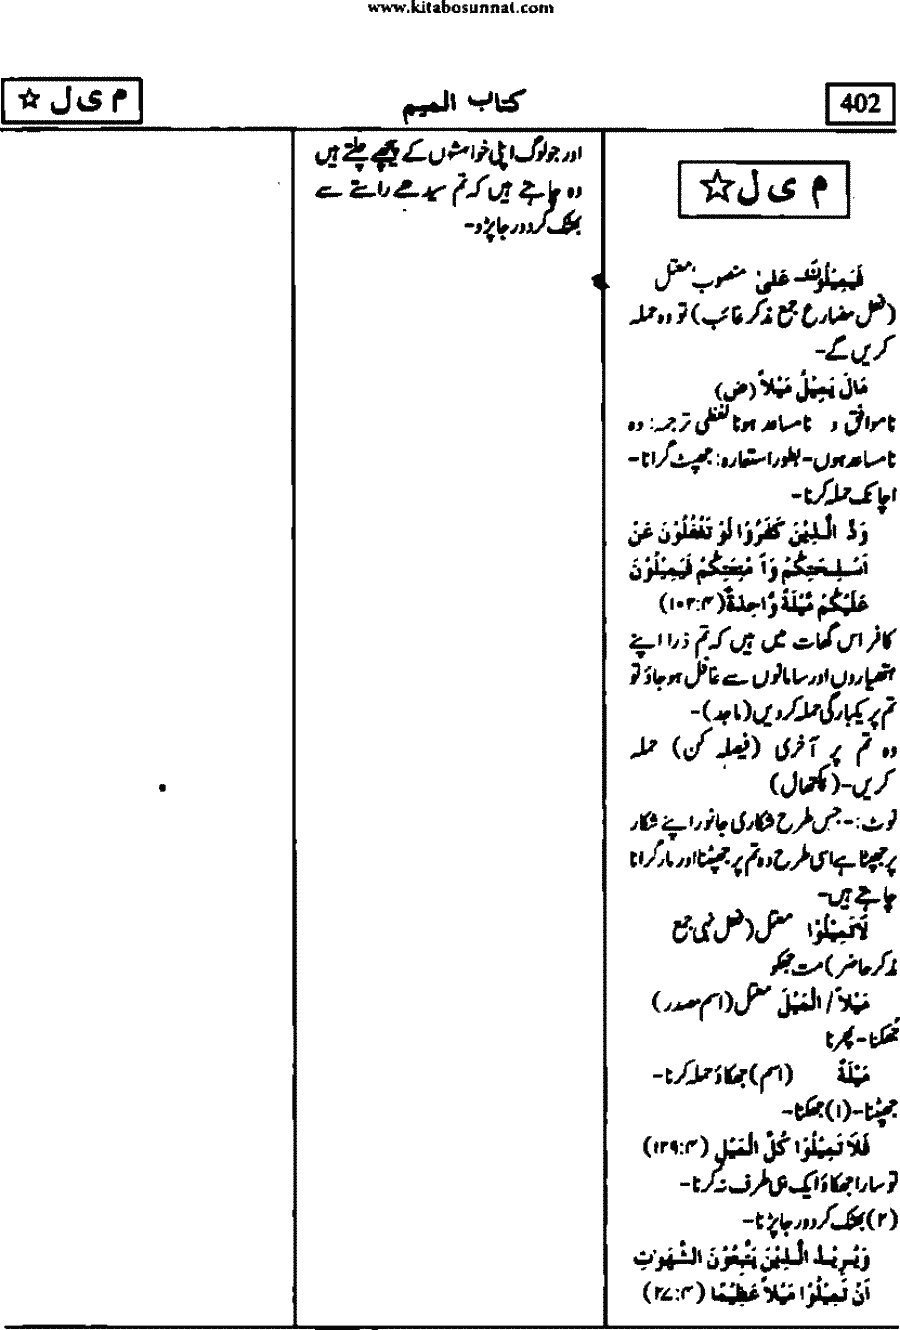 www.kitabosunnat.com
402
کتاب المیم
م ی ل ☆
م ی ل ☆
فَيَمِيْلُوْنَ - عَلیٰ منصوب معتل
(فعل مضارع جمع مذکر غائب) تو وہ حملہ
کریں گے-
مَالَ يَمِيْلُ مَيْلاً (ض)
ناموافق و نامساعد ہونا لفظی ترجمہ: وہ
نامساعد ہوں- بطور استعارہ: جھپٹ گرانا-
اچانک حملہ کرنا-
وَدَّ الَّذِيْنَ كَفَرُوْا لَوْ تَغْفُلُوْنَ عَنْ
اَسْلِحَتِكُمْ وَاَمْتِعَتِكُمْ فَيَمِيْلُوْنَ
عَلَيْكُمْ مَّيْلَةً وَّاحِدَةً (۱۰۲:۴)
کافر اس گھات میں ہیں کہ تم ذرا اپنے
ہتھیاروں اور سامانوں سے غافل ہو جاؤ تو
تم پر یکبارگی حملہ کر دیں (ماجد)-
وہ تم پر آخری (فیصلہ کن) حملہ
کریں-(پکتھال)
نوٹ:- جس طرح شکاری جانور اپنے شکار
پر جھپٹتا ہے اسی طرح وہ تم پر جھپٹنا اور مار گرانا
چاہتے ہیں-
لَاتَمِيْلُوْا معتل (فعل نہی جمع
مذکر حاضر) مت جھکو
مَيْلاً / الْمَيْلَ معتل (اسم مصدر)
جُھکنا- پھرنا
مَيْلَةً (اسم) جھکاؤ حملہ کرنا-
جھپٹنا-(۱) جھکنا-
فَلَا تَمِيْلُوْا كُلَّ الْمَيْلِ (۱۲۹:۴)
تو سارا جھکاؤ ایک ہی طرف نہ کرنا-
(۲) بھٹک کر دور جا پڑنا-
وَيُرِيْدُ الَّذِيْنَ يَتَّبِعُوْنَ الشَّهَوٰتِ
اَنْ تَمِيْلُوْا مَيْلاً عَظِيْمًا (۲۷:۴)
اور جو لوگ اپنی خواہشوں کے پیچھے چلتے ہیں
وہ چاہتے ہیں کہ تم سیدھے راستے سے
بھٹک کر دور جا پڑو-